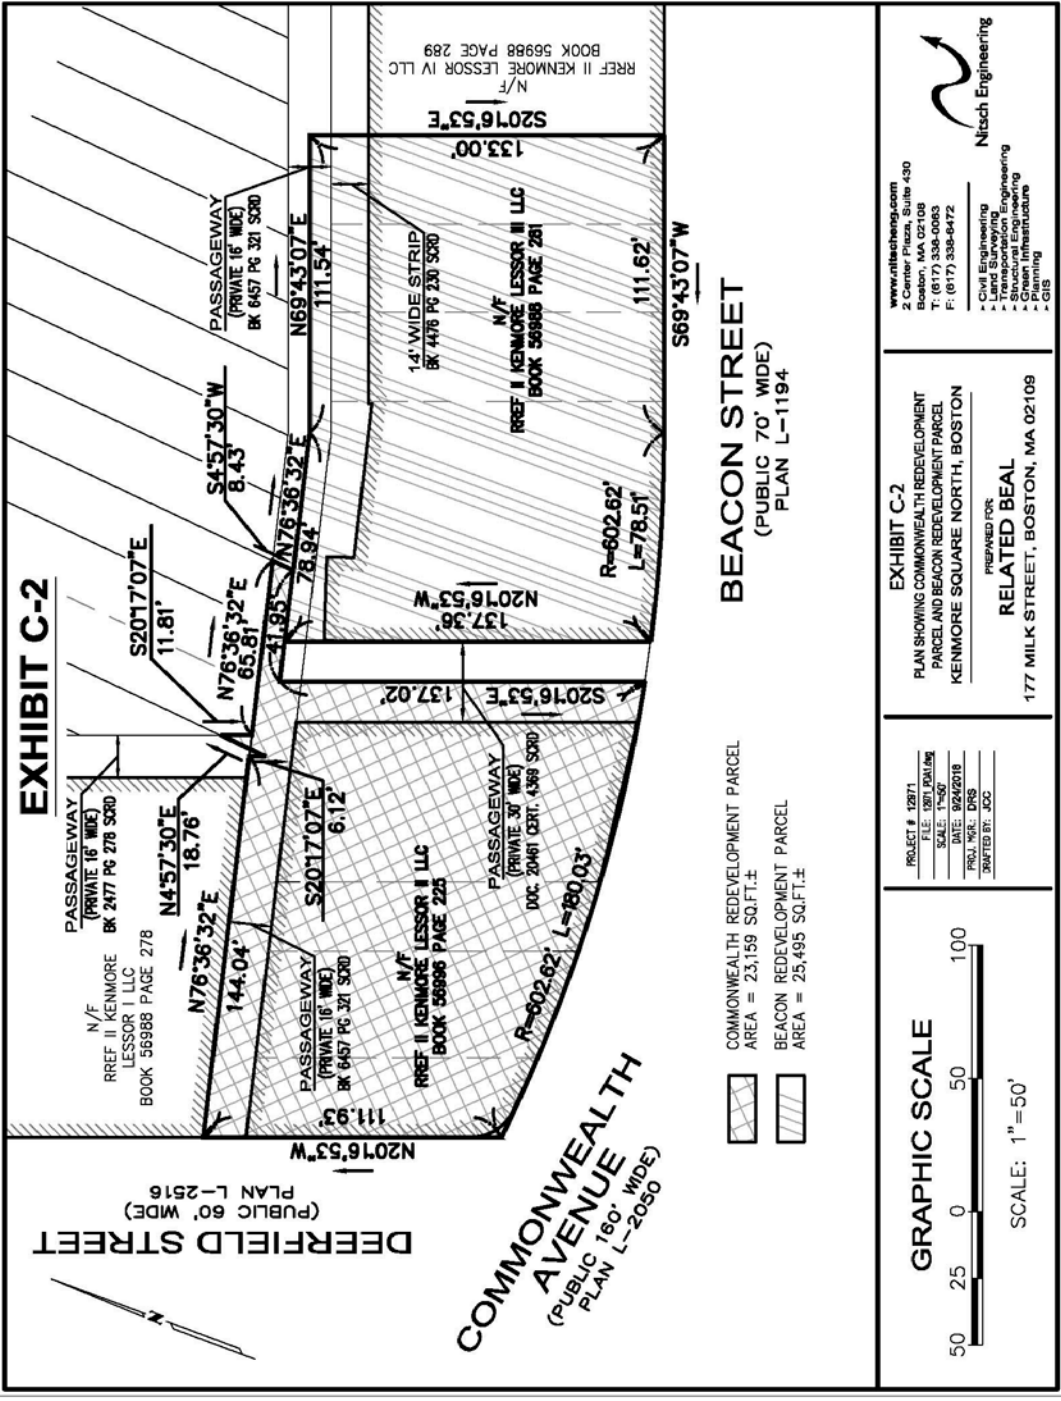 EXHIBIT C-2
PASSAGEWAY
(PRIVATE 16' WIDE)
BK 2477 PG 278 SCRD
N/F
RREF II KENMORE
LESSOR I LLC
BOOK 56988 PAGE 278
N4°57'30"E
18.76'
S20°17'07"E
11.81'
N76°36'32"E
65.81'
S4°57'30"W
8.43'
PASSAGEWAY
(PRIVATE 16' WIDE)
BK 6457 PG 321 SCRD
N69°43'07"E
111.54'
N76°36'32"E
78.94'
41.95'
N76°36'32"E
144.04'
S20°17'07"E
6.12'
PASSAGEWAY
(PRIVATE 16' WIDE)
BK 6457 PG 321 SCRD
14' WIDE STRIP
BK 4476 PG 230 SCRD
N/F
RREF II KENMORE LESSOR IV LLC
BOOK 56988 PAGE 289
S20°16'53"E
133.00'
N/F
RREF II KENMORE LESSOR III LLC
BOOK 56988 PAGE 281
111.62'
S69°43'07"W
R=602.62'
L=78.51'
N20°16'53"W
137.36'
137.02'
S20°16'53"E
PASSAGEWAY
(PRIVATE 30' WIDE)
DOC. 20461 CERT. 4369 SCRD
N/F
RREF II KENMORE LESSOR II LLC
BOOK 56996 PAGE 225
R=602.62' L=180.03'
111.93'
N20°16'53"W
DEERFIELD STREET
(PUBLIC 60' WIDE)
PLAN L-2516
N
COMMONWEALTH
AVENUE
(PUBLIC 160' WIDE)
PLAN L-2050
BEACON STREET
(PUBLIC 70' WIDE)
PLAN L-1194
COMMONWEALTH REDEVELOPMENT PARCEL
AREA = 23,159 SQ.FT.±
BEACON REDEVELOPMENT PARCEL
AREA = 25,495 SQ.FT.±
GRAPHIC SCALE
50 25 0 50 100
SCALE: 1"=50'
PROJECT # 12971
FILE: 12971_PDA1.dwg
SCALE: 1"=50'
DATE: 9/24/2018
PROJ. MGR.: DRS
DRAFTED BY: JCC
EXHIBIT C-2
PLAN SHOWING COMMONWEALTH REDEVELOPMENT
PARCEL AND BEACON REDEVELOPMENT PARCEL
KENMORE SQUARE NORTH, BOSTON
PREPARED FOR:
RELATED BEAL
177 MILK STREET, BOSTON, MA 02109
www.nitscheng.com
2 Center Plaza, Suite 430
Boston, MA 02108
T: (617) 338-0063
F: (617) 338-6472
▸ Civil Engineering
▸ Land Surveying
▸ Transportation Engineering
▸ Structural Engineering
▸ Green Infrastructure
▸ Planning
▸ GIS
Nitsch Engineering